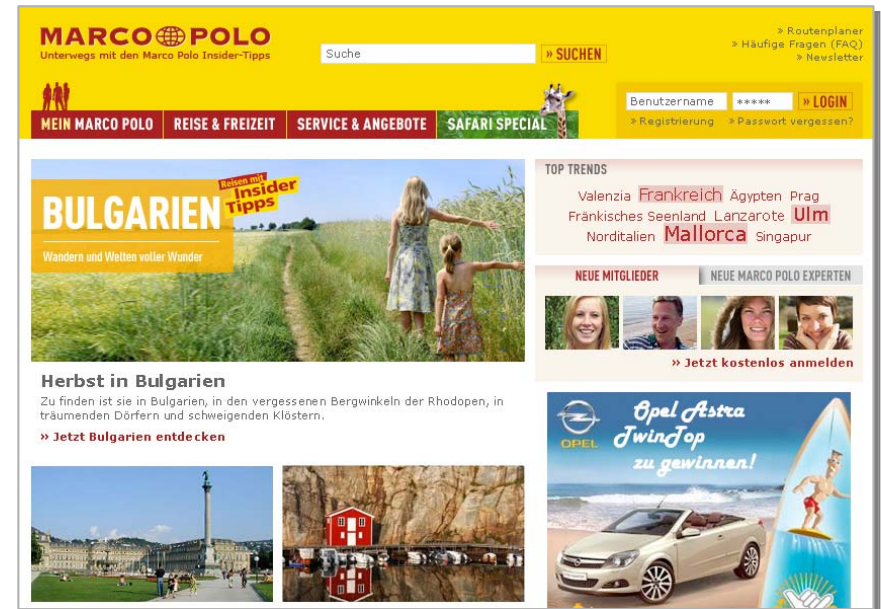 MARCO POLO
Unterwegs mit den Marco Polo Insider-Tipps
Suche
» SUCHEN
» Routenplaner
» Häufige Fragen (FAQ)
» Newsletter
Benutzername
*****
» LOGIN
» Registrierung » Passwort vergessen?
MEIN MARCO POLO
REISE & FREIZEIT
SERVICE & ANGEBOTE
SAFARI SPECIAL
Reisen mit
Insider
Tipps
BULGARIEN
Wandern und Welten voller Wunder
Herbst in Bulgarien
Zu finden ist sie in Bulgarien, in den vergessenen Bergwinkeln der Rhodopen, in
träumenden Dörfern und schweigenden Klöstern.
» Jetzt Bulgarien entdecken
TOP TRENDS
Valenzia Frankreich Ägypten Prag
Fränkisches Seenland Lanzarote Ulm
Norditalien Mallorca Singapur
NEUE MITGLIEDER
NEUE MARCO POLO EXPERTEN
» Jetzt kostenlos anmelden
OPEL
Opel Astra
TwinTop
zu gewinnen!